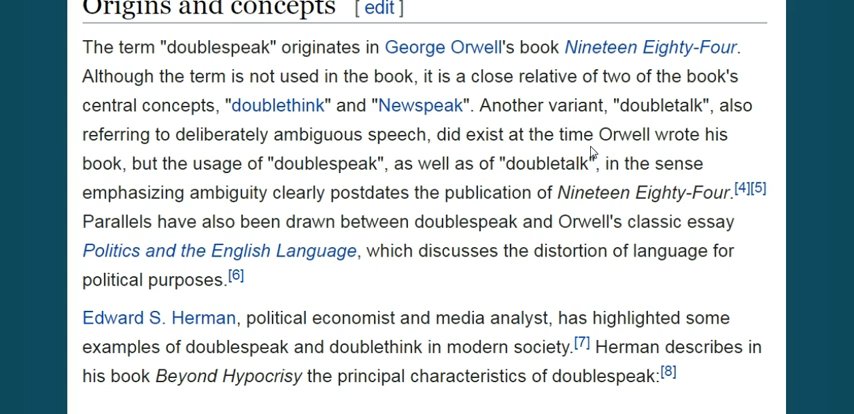 Origins and concepts [ edit ]
The term "doublespeak" originates in George Orwell's book Nineteen Eighty-Four.
Although the term is not used in the book, it is a close relative of two of the book's
central concepts, "doublethink" and "Newspeak". Another variant, "doubletalk", also
referring to deliberately ambiguous speech, did exist at the time Orwell wrote his
book, but the usage of "doublespeak", as well as of "doubletalk", in the sense
emphasizing ambiguity clearly postdates the publication of Nineteen Eighty-Four.[4][5]
Parallels have also been drawn between doublespeak and Orwell's classic essay
Politics and the English Language, which discusses the distortion of language for
political purposes.[6]
Edward S. Herman, political economist and media analyst, has highlighted some
examples of doublespeak and doublethink in modern society.[7] Herman describes in
his book Beyond Hypocrisy the principal characteristics of doublespeak:[8]